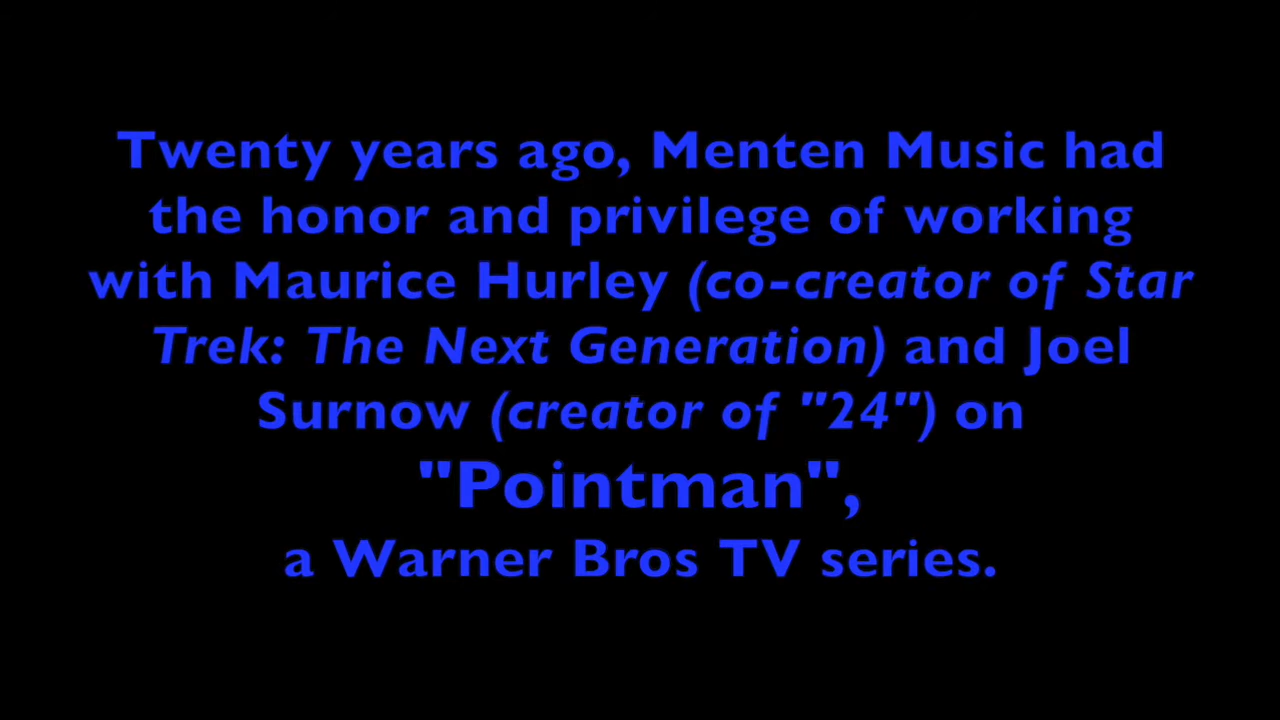 Twenty years ago, Menten Music had
the honor and privilege of working
with Maurice Hurley (co-creator of Star
Trek: The Next Generation) and Joel
Surnow (creator of "24") on
"Pointman",
a Warner Bros TV series.